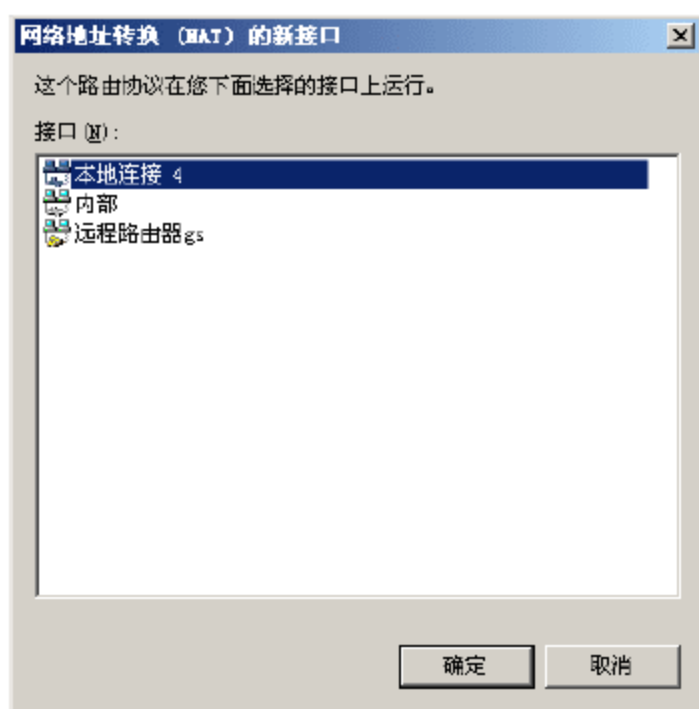 网络地址转换 (NAT) 的新接口
这个路由协议在您下面选择的接口上运行。
接口(N):
本地连接 4
内部
远程路由器gs
确定
取消